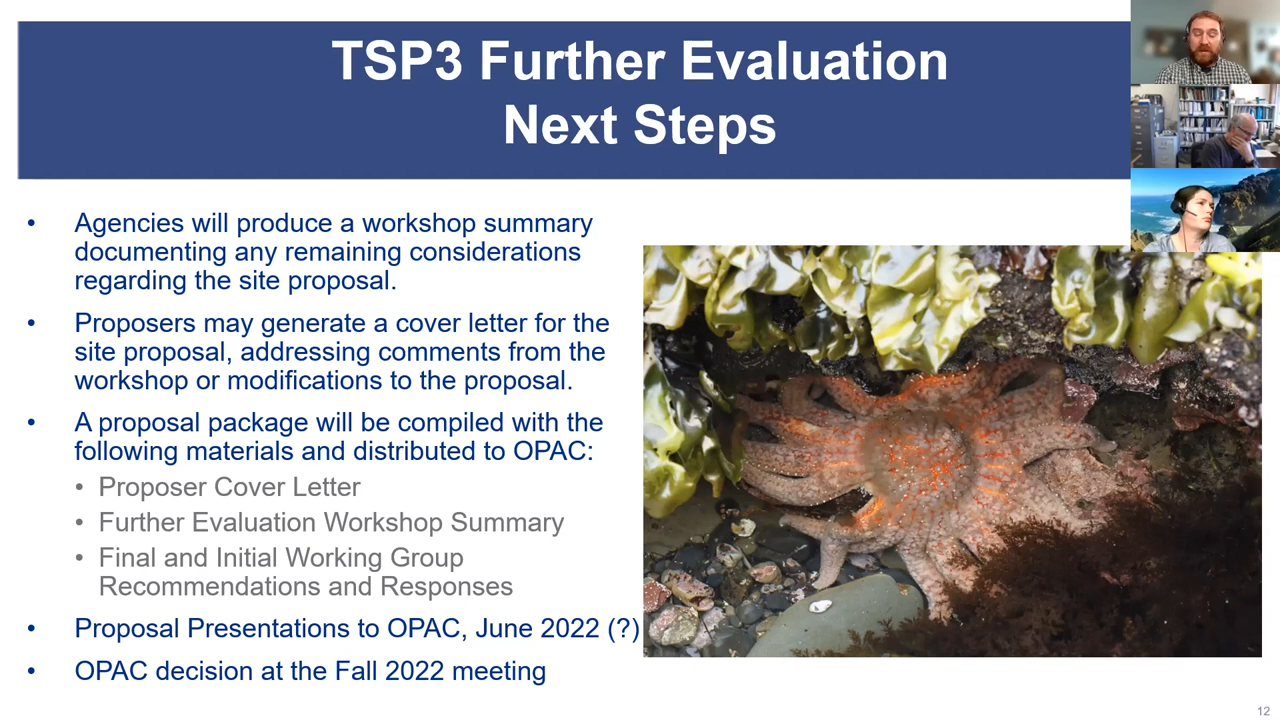 TSP3 Further Evaluation
Next Steps
• Agencies will produce a workshop summary
documenting any remaining considerations
regarding the site proposal.
• Proposers may generate a cover letter for the
site proposal, addressing comments from the
workshop or modifications to the proposal.
• A proposal package will be compiled with the
following materials and distributed to OPAC:
• Proposer Cover Letter
• Further Evaluation Workshop Summary
• Final and Initial Working Group
Recommendations and Responses
• Proposal Presentations to OPAC, June 2022 (?)
• OPAC decision at the Fall 2022 meeting
12